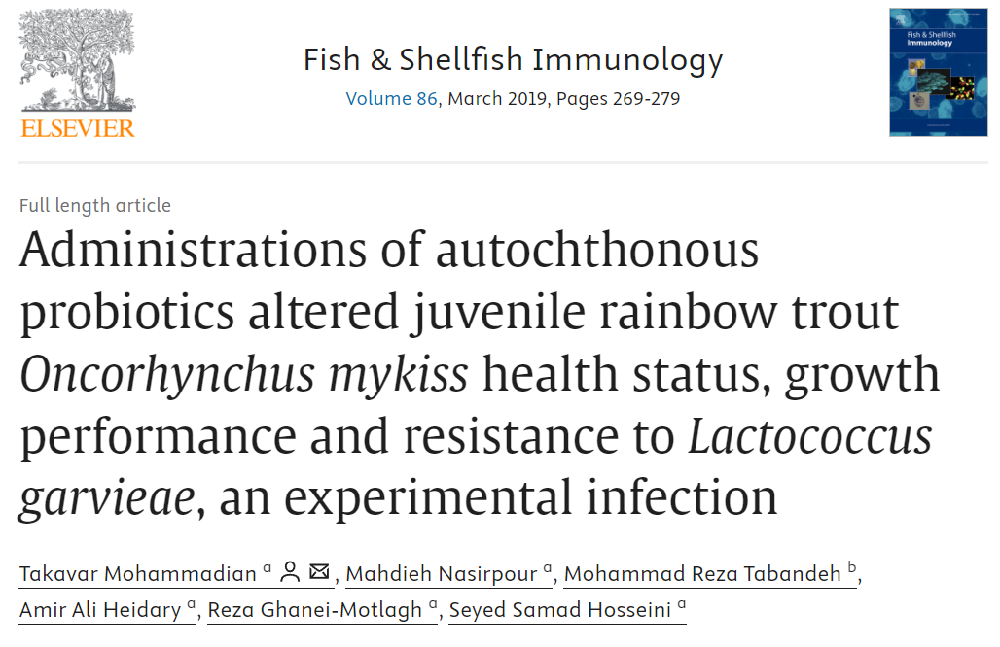 ELSEVIER
Fish & Shellfish Immunology
Volume 86, March 2019, Pages 269-279
Fish & Shellfish
Immunology
Full length article
Administrations of autochthonous
probiotics altered juvenile rainbow trout
Oncorhynchus mykiss health status, growth
performance and resistance to Lactococcus
garvieae, an experimental infection
Takavar Mohammadian a , Mahdieh Nasirpour a, Mohammad Reza Tabandeh b,
Amir Ali Heidary a, Reza Ghanei-Motlagh a, Seyed Samad Hosseini a